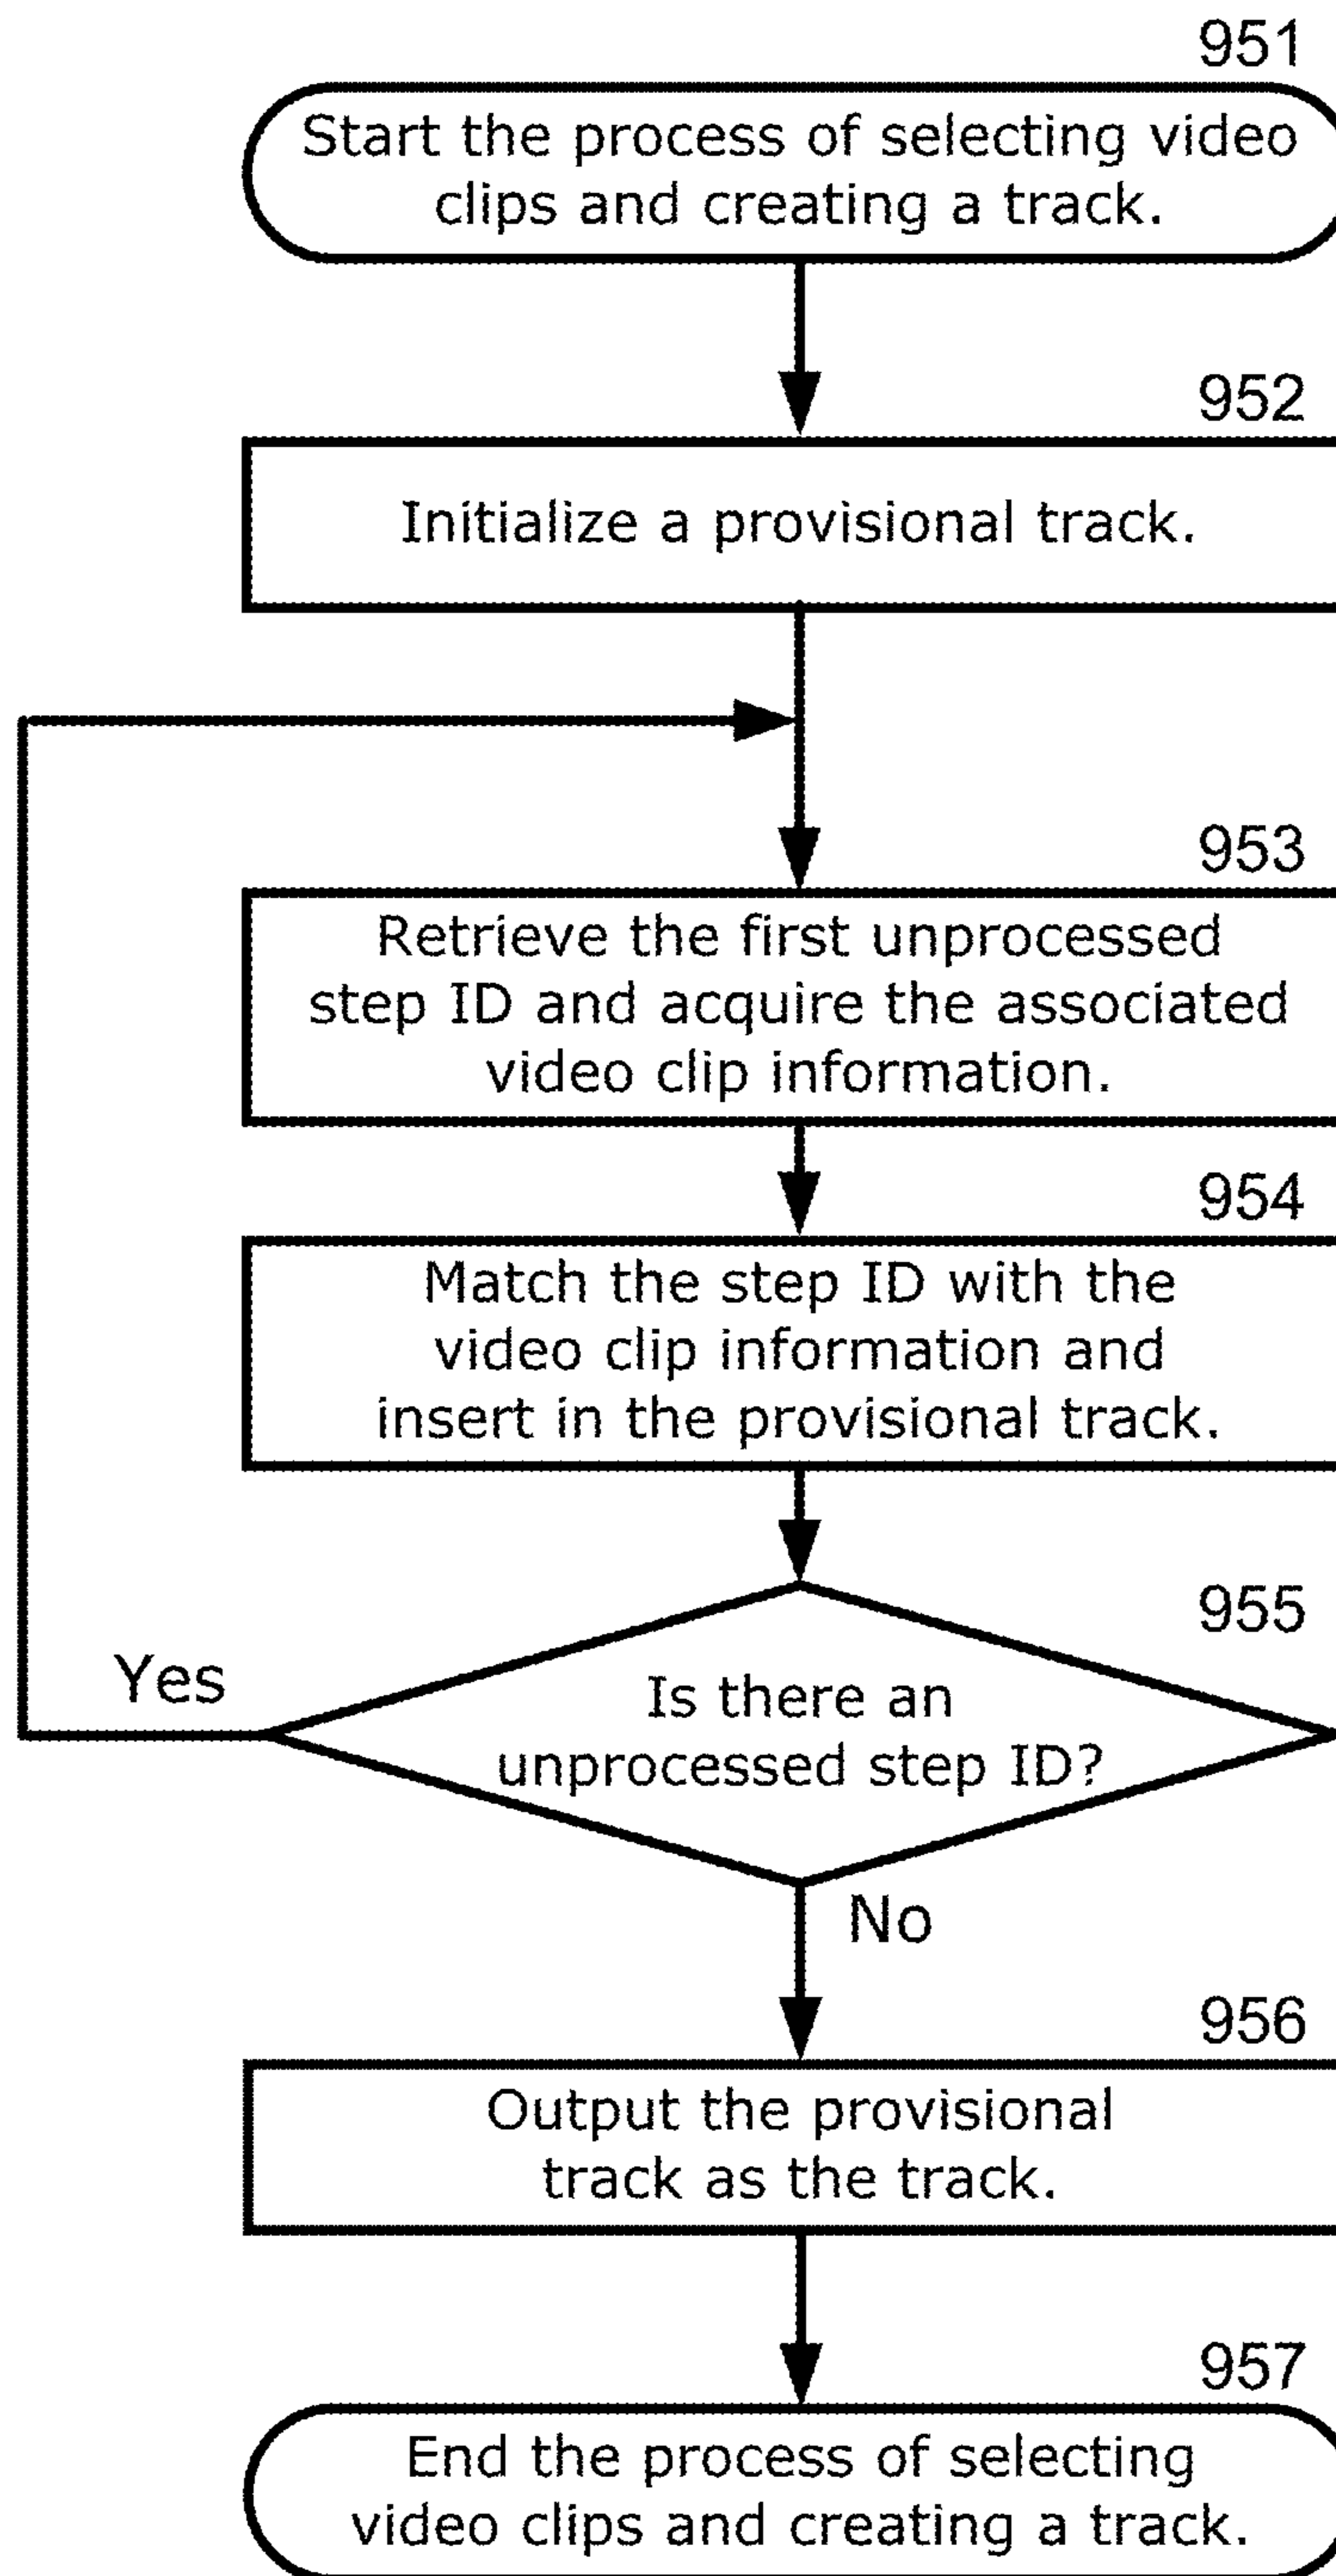 951
Start the process of selecting video
clips and creating a track.
952
Initialize a provisional track.
953
Retrieve the first unprocessed
step ID and acquire the associated
video clip information.
954
Match the step ID with the
video clip information and
insert in the provisional track.
955
Yes
Is there an
unprocessed step ID?
No
956
Output the provisional
track as the track.
957
End the process of selecting
video clips and creating a track.